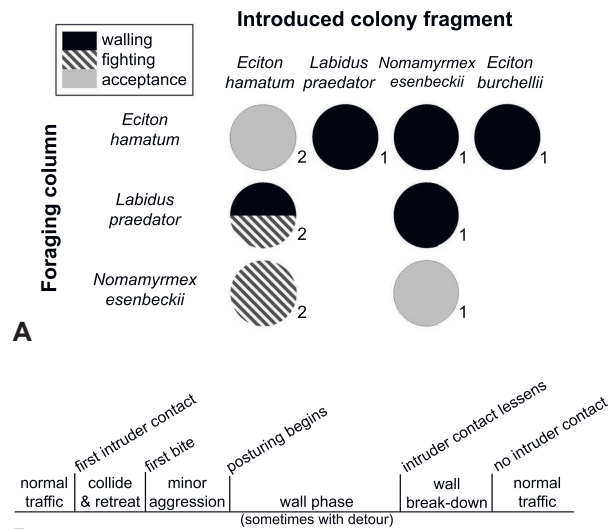 Introduced colony fragment
walling
fighting
acceptance
Eciton
hamatum
Labidus
praedator
Nomamyrmex
esenbeckii
Eciton
burchellii
Foraging column
Eciton
hamatum
2
1
1
1
Labidus
praedator
2
1
Nomamyrmex
esenbeckii
2
1
A
first intruder contact
first bite
posturing begins
intruder contact lessens
no intruder contact
normal
traffic
collide
& retreat
minor
aggression
wall phase
(sometimes with detour)
wall
break-down
normal
traffic